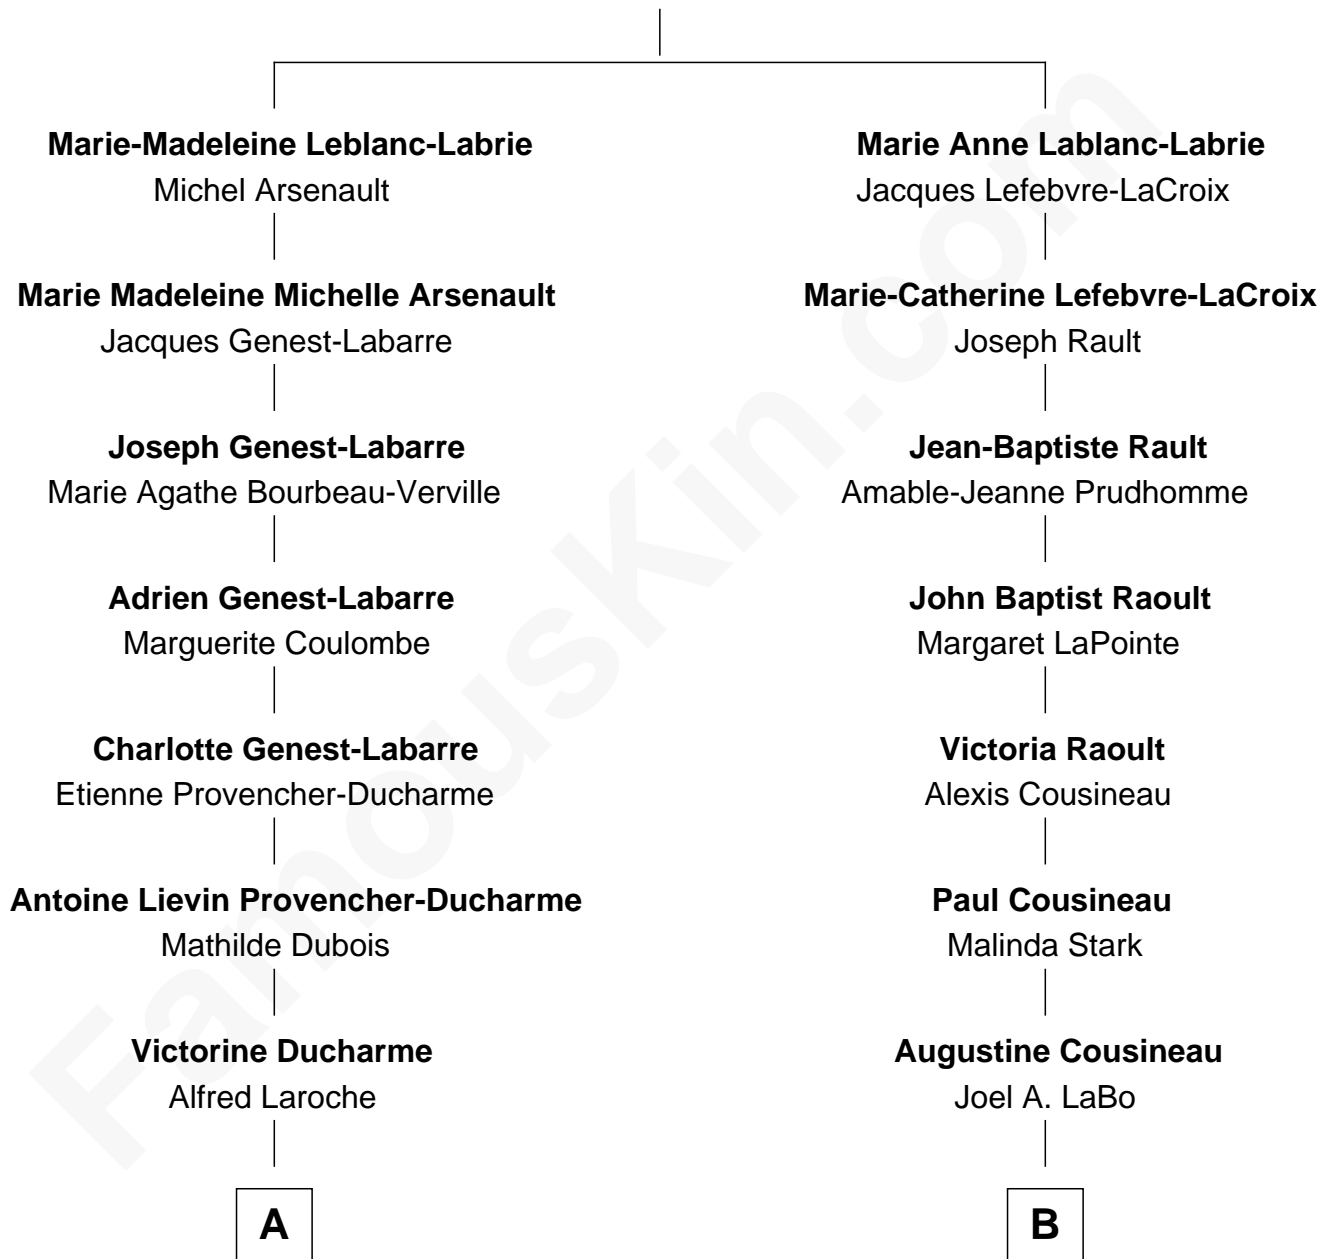 Marie-Madeleine Leblanc-Labrie
Michel Arsenault
Marie Anne Lablanc-Labrie
Jacques Lefebvre-LaCroix
Marie Madeleine Michelle Arsenault
Jacques Genest-Labarre
Marie-Catherine Lefebvre-LaCroix
Joseph Rault
Joseph Genest-Labarre
Marie Agathe Bourbeau-Verville
Jean-Baptiste Rault
Amable-Jeanne Prudhomme
Adrien Genest-Labarre
Marguerite Coulombe
John Baptist Raoult
Margaret LaPointe
Charlotte Genest-Labarre
Etienne Provencher-Ducharme
Victoria Raoult
Alexis Cousineau
Antoine Lievin Provencher-Ducharme
Mathilde Dubois
Paul Cousineau
Malinda Stark
Victorine Ducharme
Alfred Laroche
Augustine Cousineau
Joel A. LaBo
A
B
FamousKin.com